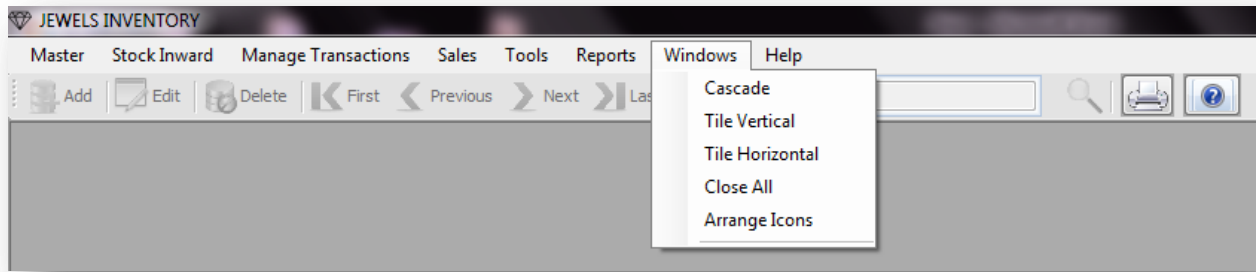 JEWELS INVENTORY
Master Stock Inward Manage Transactions Sales Tools Reports Windows Help
Add Edit Delete First Previous Next Las
Cascade
Tile Vertical
Tile Horizontal
Close All
Arrange Icons